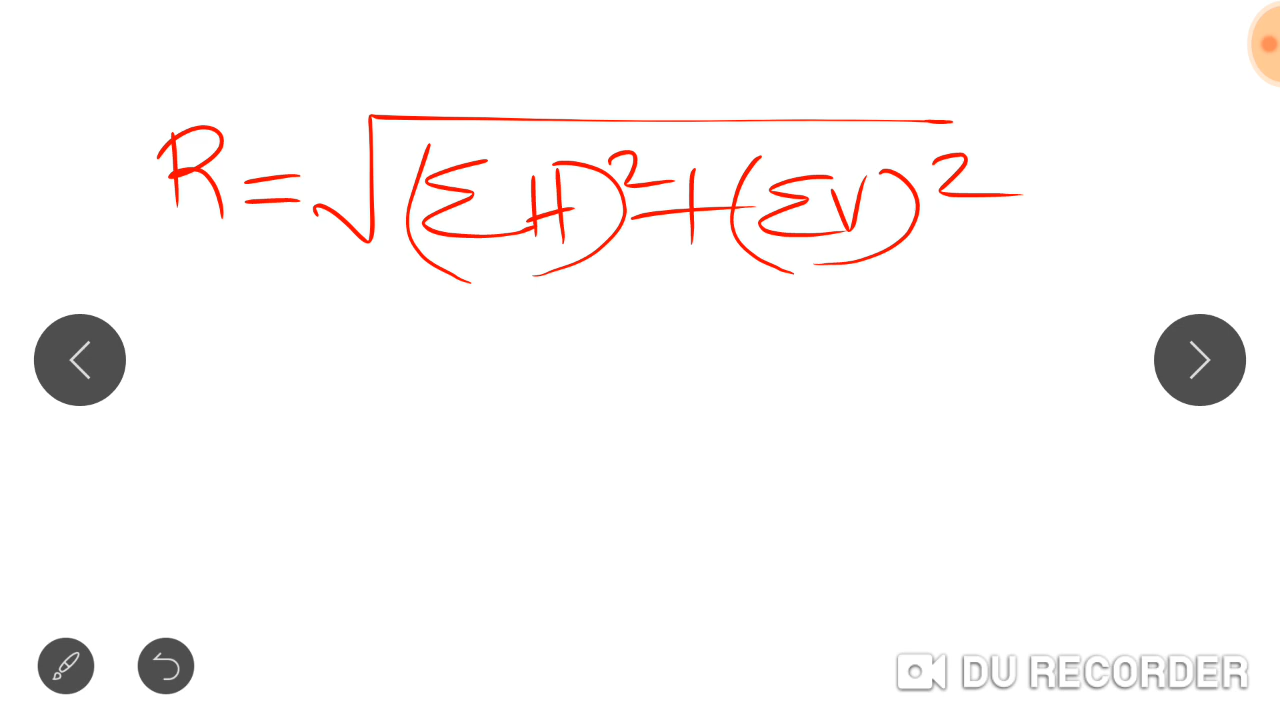 R = √(ΣH)² + (ΣV)²
DU RECORDER